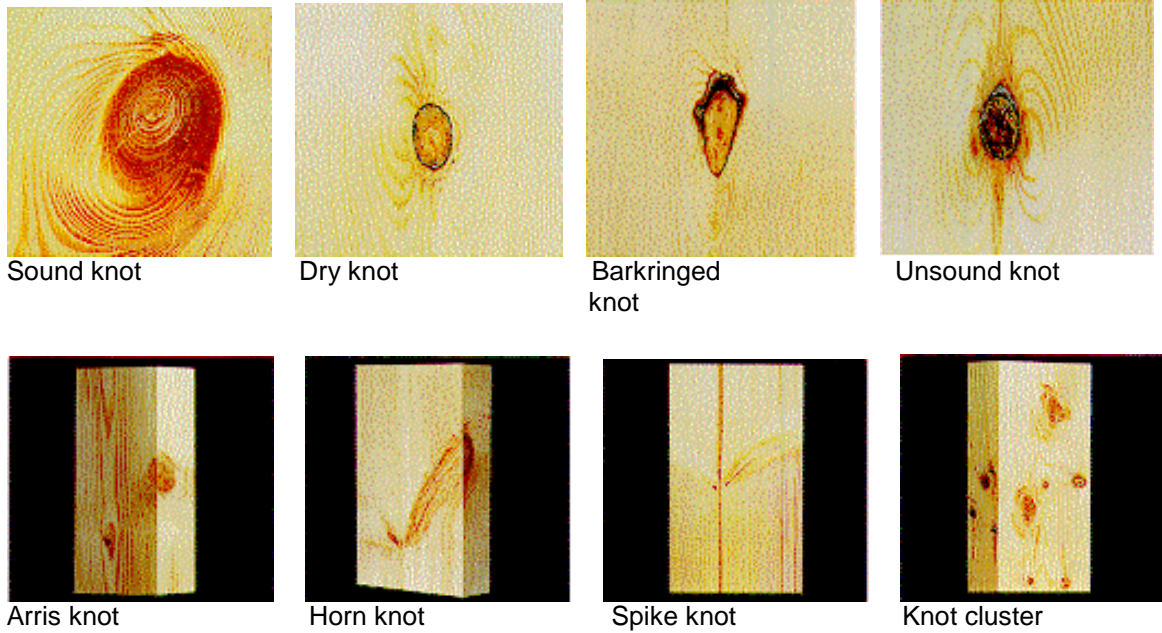 Sound knot
Dry knot
Barkringed
knot
Unsound knot
Arris knot
Horn knot
Spike knot
Knot cluster